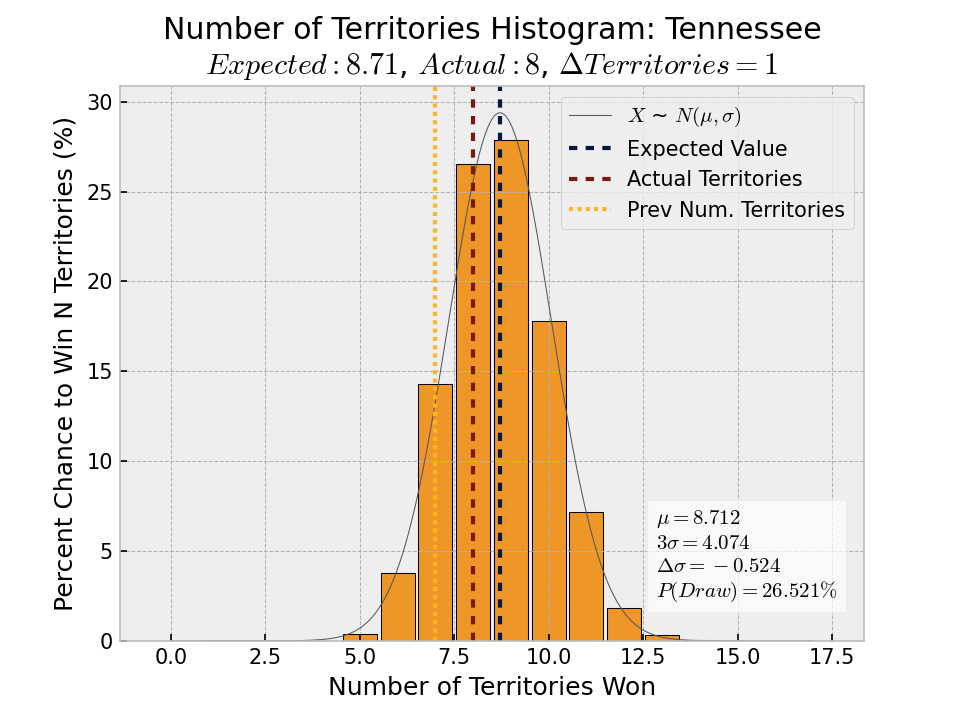 Number of Territories Histogram: Tennessee
Expected: 8.71, Actual: 8, ΔTerritories = 1
Percent Chance to Win N Territories (%)
30
25
20
15
10
5
0
X ~ N(μ, σ)
Expected Value
Actual Territories
Prev Num. Territories
μ = 8.712
3σ = 4.074
Δσ = −0.524
P(Draw) = 26.521%
0.0 2.5 5.0 7.5 10.0 12.5 15.0 17.5
Number of Territories Won